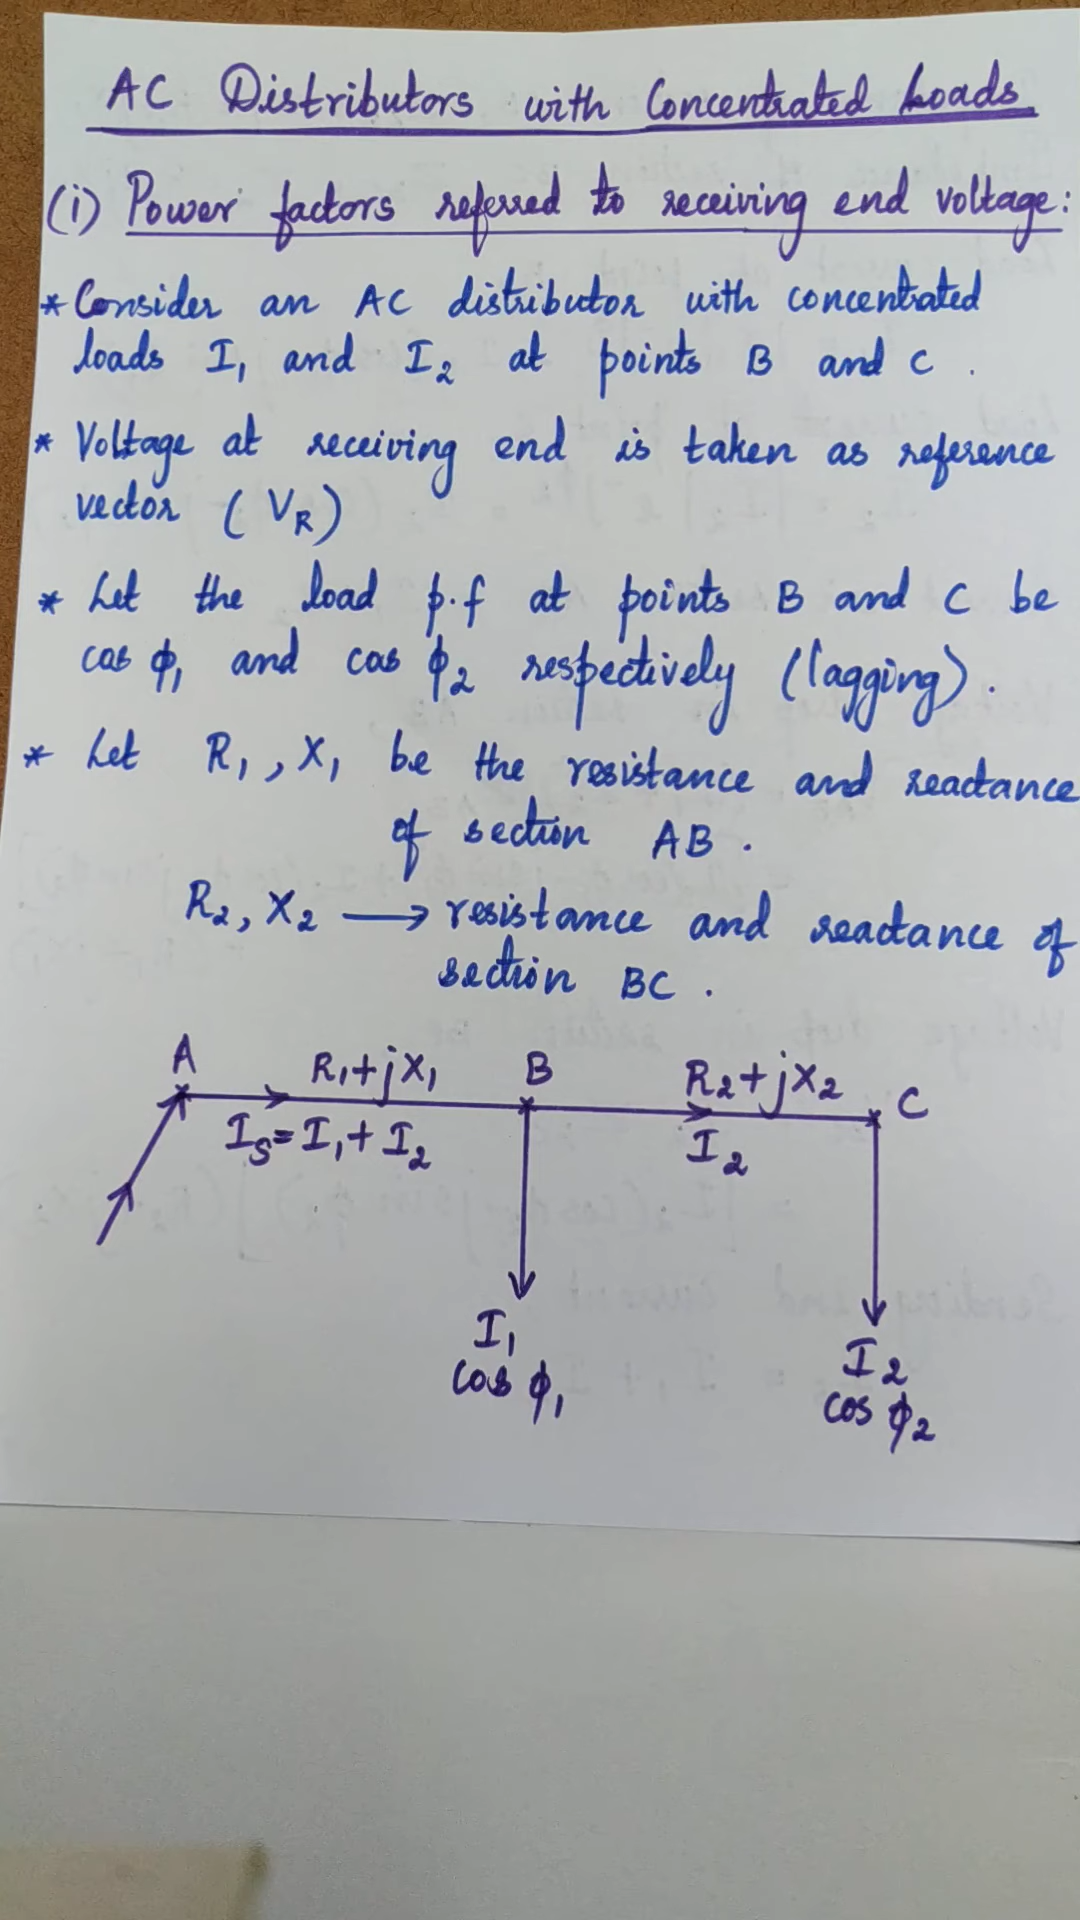 AC Distributors with Concentrated Loads
(i) Power factors referred to receiving end voltage:
* Consider an AC distributor with concentrated
loads I₁ and I₂ at points B and C .
* Voltage at receiving end is taken as reference
vector ( V_R )
* Let the load p.f at points B and C be
cos φ₁ and cos φ₂ respectively (lagging) .
* Let R₁ , X₁ be the resistance and reactance
of section AB .
R₂, X₂ ⟶ resistance and reactance of
section BC .
A R₁+jX₁ B R₂+jX₂ C
I_S=I₁+I₂ I₂
I₁ I₂
cos φ₁ cos φ₂